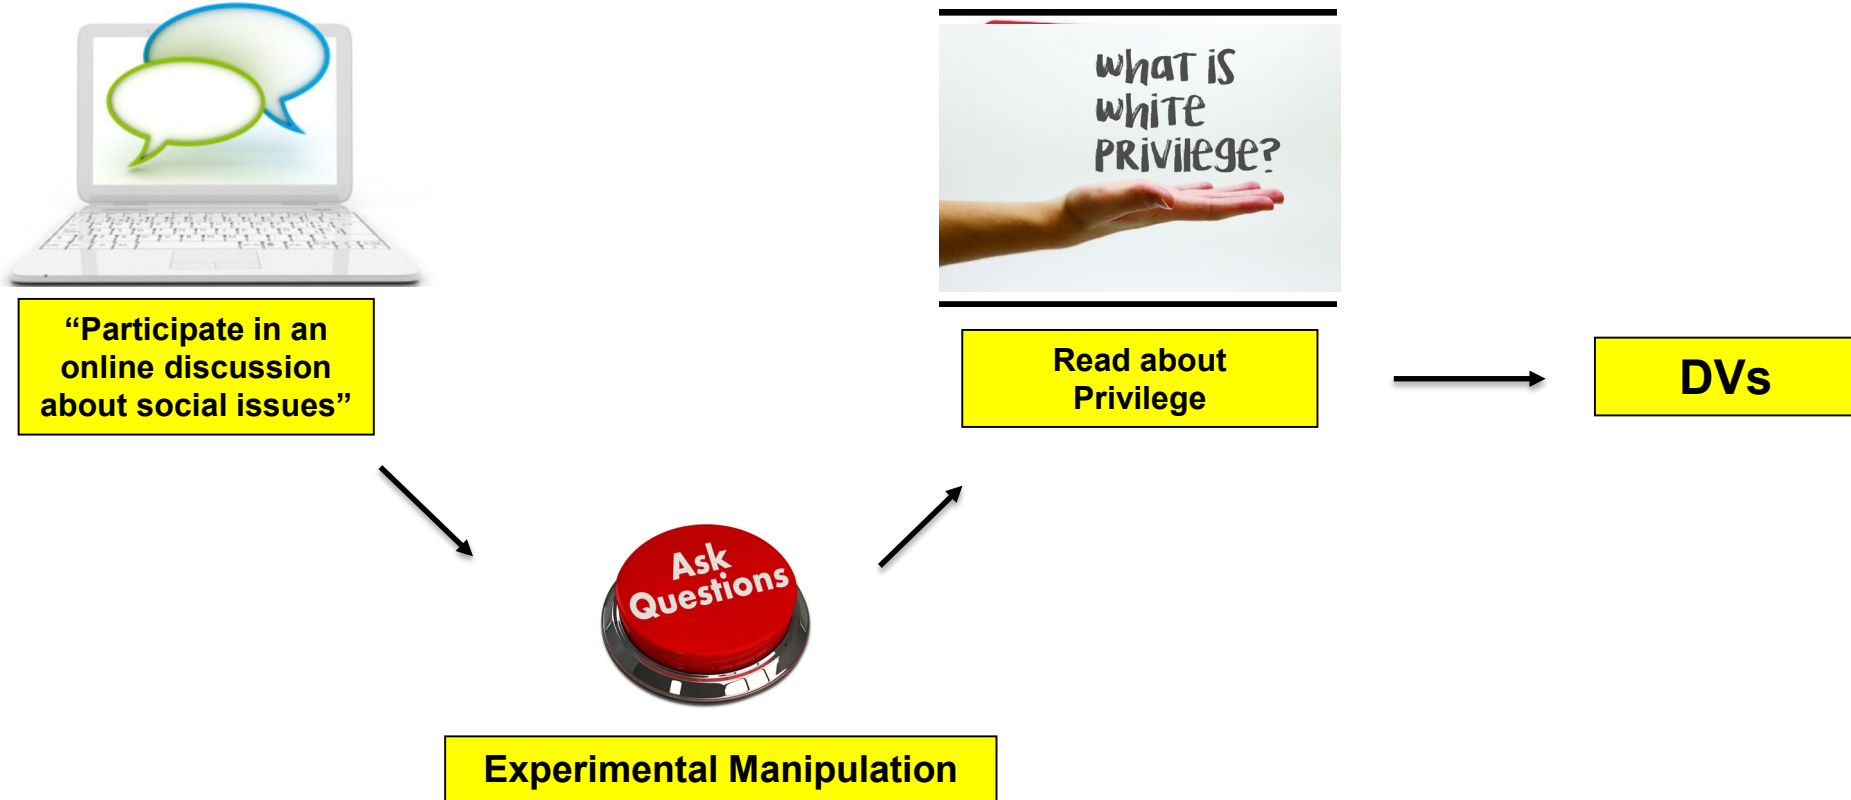 “Participate in an
online discussion
about social issues”
Ask
Questions
Experimental Manipulation
what is
white
privilege?
Read about
Privilege
DVs